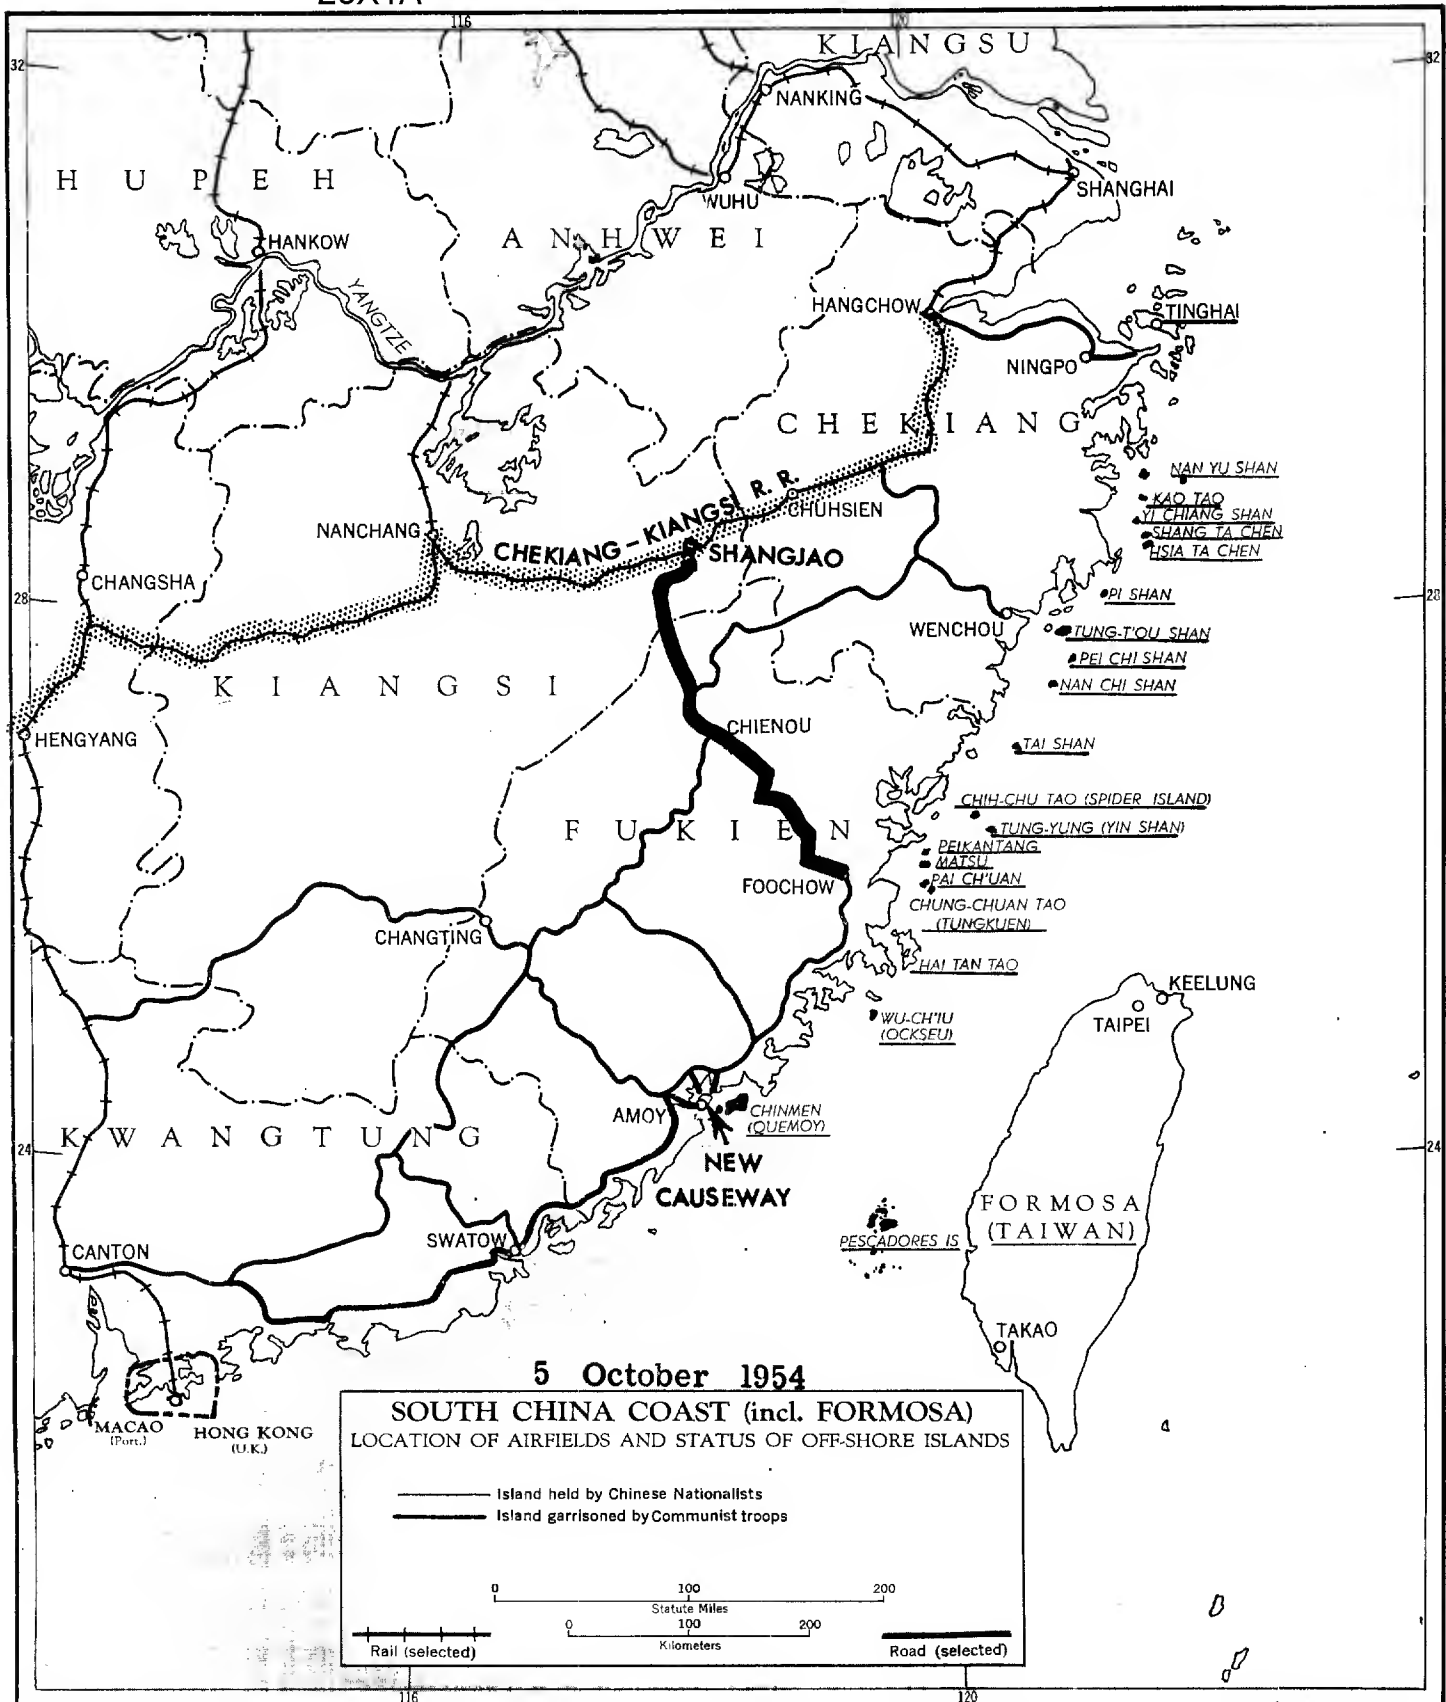 116
120
KIANGSU
32
32
NANKING
HUPEH
WUHU
SHANGHAI
HANKOW
ANHWEI
YANGTZE
HANGCHOW
TINGHAI
NINGPO
CHEKIANG
NAN YU SHAN
CHEKIANG - KIANGSI R. R.
CHUHSIEN
KAO TAO
YI CHIANG SHAN
SHANG TA CHEN
HSIA TA CHEN
NANCHANG
SHANGJAO
CHANGSHA
28
28
PI SHAN
WENCHOU
TUNG-T'OU SHAN
PEI CHI SHAN
NAN CHI SHAN
KIANGSI
CHIENOU
HENGYANG
TAI SHAN
CHIH-CHU TAO (SPIDER ISLAND)
FUKIEN
TUNG-YUNG (YIN SHAN)
PEIKANTANG
MATSU
FOOCHOW
PAI CH'UAN
CHUNG-CHUAN TAO
(TUNGKUEN)
CHANGTING
HAI TAN TAO
KEELUNG
TAIPEI
WU-CH'IU
(OCKSEU)
AMOY
CHINMEN
(QUEMOY)
KWANGTUNG
24
24
NEW
CAUSEWAY
FORMOSA
(TAIWAN)
SWATOW
PESCADORES IS
CANTON
TAKAO
5 October 1954
MACAO
(Port.)
HONG KONG
(U.K.)
SOUTH CHINA COAST (incl. FORMOSA)
LOCATION OF AIRFIELDS AND STATUS OF OFF-SHORE ISLANDS
Island held by Chinese Nationalists
Island garrisoned by Communist troops
0 100 200
Statute Miles
0 100 200
Kilometers
Rail (selected)
Road (selected)
116
120